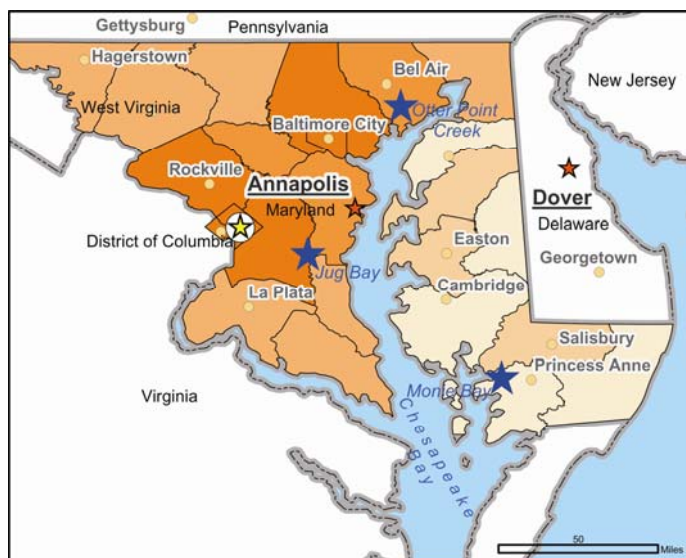 Gettysburg
Pennsylvania
Hagerstown
Bel Air
New Jersey
West Virginia
Otter Point
Creek
Baltimore City
Rockville
Annapolis
Maryland
Dover
Delaware
District of Columbia
Easton
Georgetown
Jug Bay
La Plata
Cambridge
Salisbury
Princess Anne
Virginia
Monie Bay
Chesapeake
Bay
50
Miles